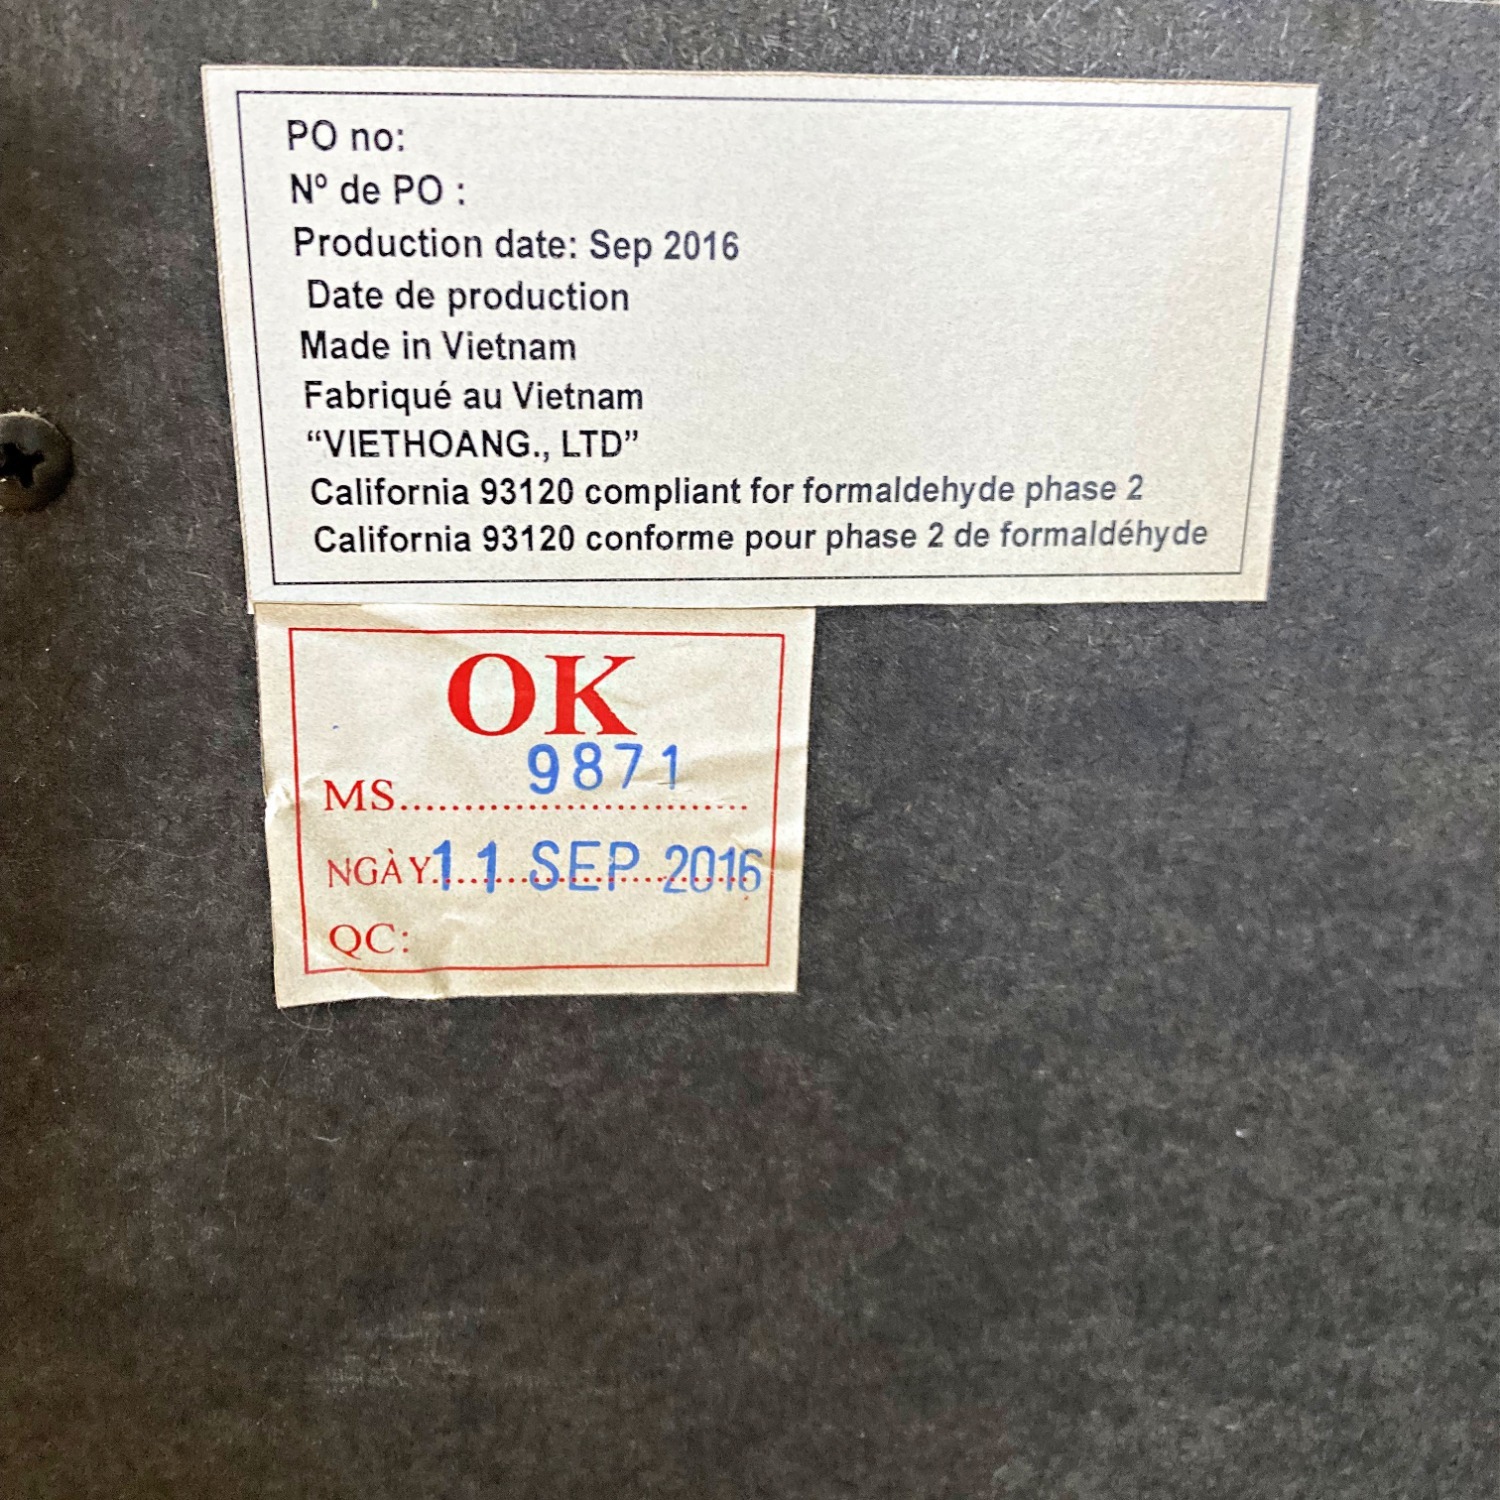 PO no:
Nº de PO :
Production date: Sep 2016
Date de production
Made in Vietnam
Fabriqué au Vietnam
“VIETHOANG., LTD”
California 93120 compliant for formaldehyde phase 2
California 93120 conforme pour phase 2 de formaldéhyde
OK
MS.......9871.......
NGÀY.11 SEP 2016
QC: